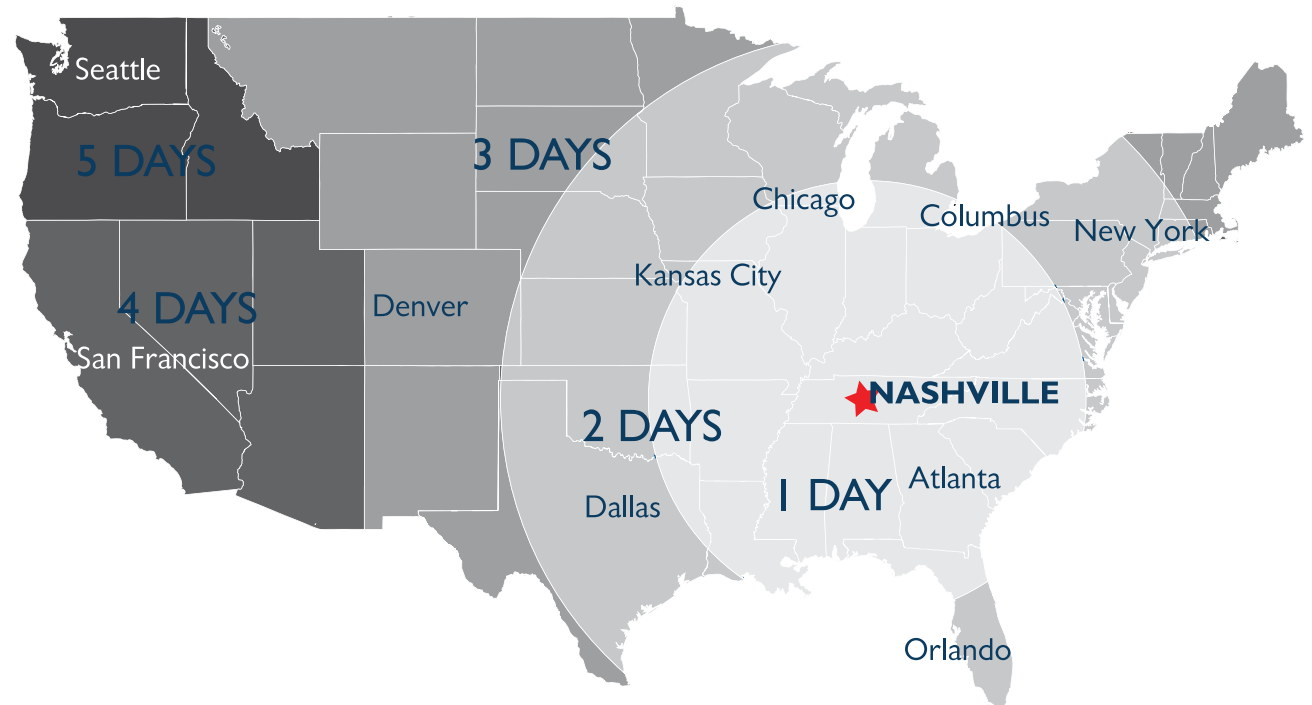 Seattle
5 DAYS
3 DAYS
Chicago
Columbus
New York
Kansas City
4 DAYS
Denver
San Francisco
NASHVILLE
2 DAYS
Atlanta
1 DAY
Dallas
Orlando